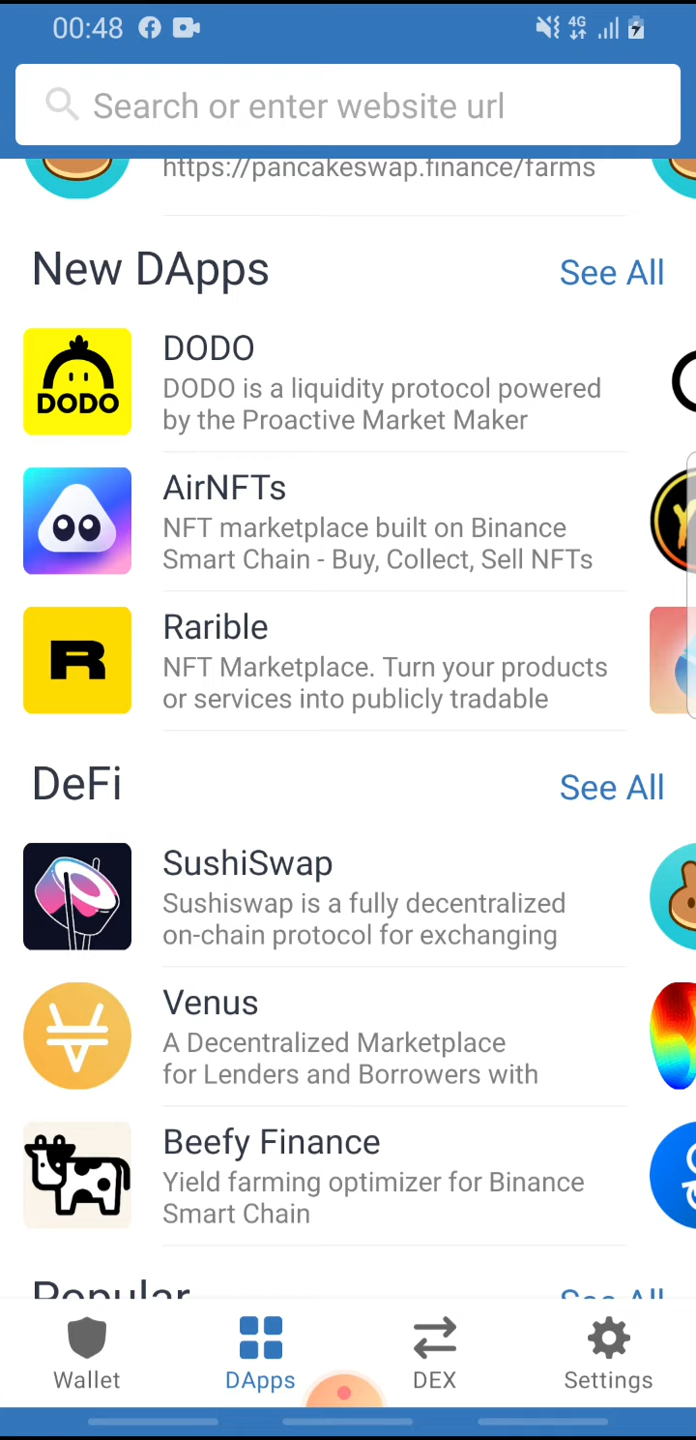 00:48
4G
Search or enter website url
https://pancakeswap.finance/farms
New DApps
See All
DODO
DODO
DODO is a liquidity protocol powered
by the Proactive Market Maker
AirNFTs
NFT marketplace built on Binance
Smart Chain - Buy, Collect, Sell NFTs
R
Rarible
NFT Marketplace. Turn your products
or services into publicly tradable
DeFi
See All
SushiSwap
Sushiswap is a fully decentralized
on-chain protocol for exchanging
Venus
A Decentralized Marketplace
for Lenders and Borrowers with
Beefy Finance
Yield farming optimizer for Binance
Smart Chain
Popular
See All
Wallet
DApps
DEX
Settings